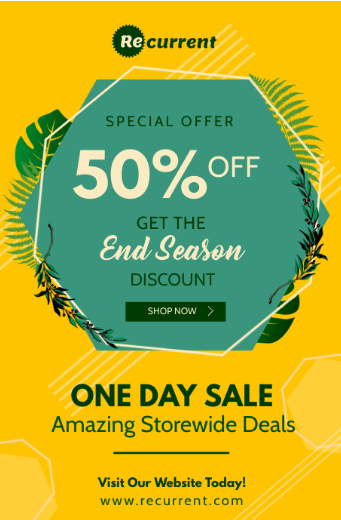 Recurrent
SPECIAL OFFER
50% OFF
GET THE
End Season
DISCOUNT
SHOP NOW
ONE DAY SALE
Amazing Storewide Deals
Visit Our Website Today!
www.recurrent.com